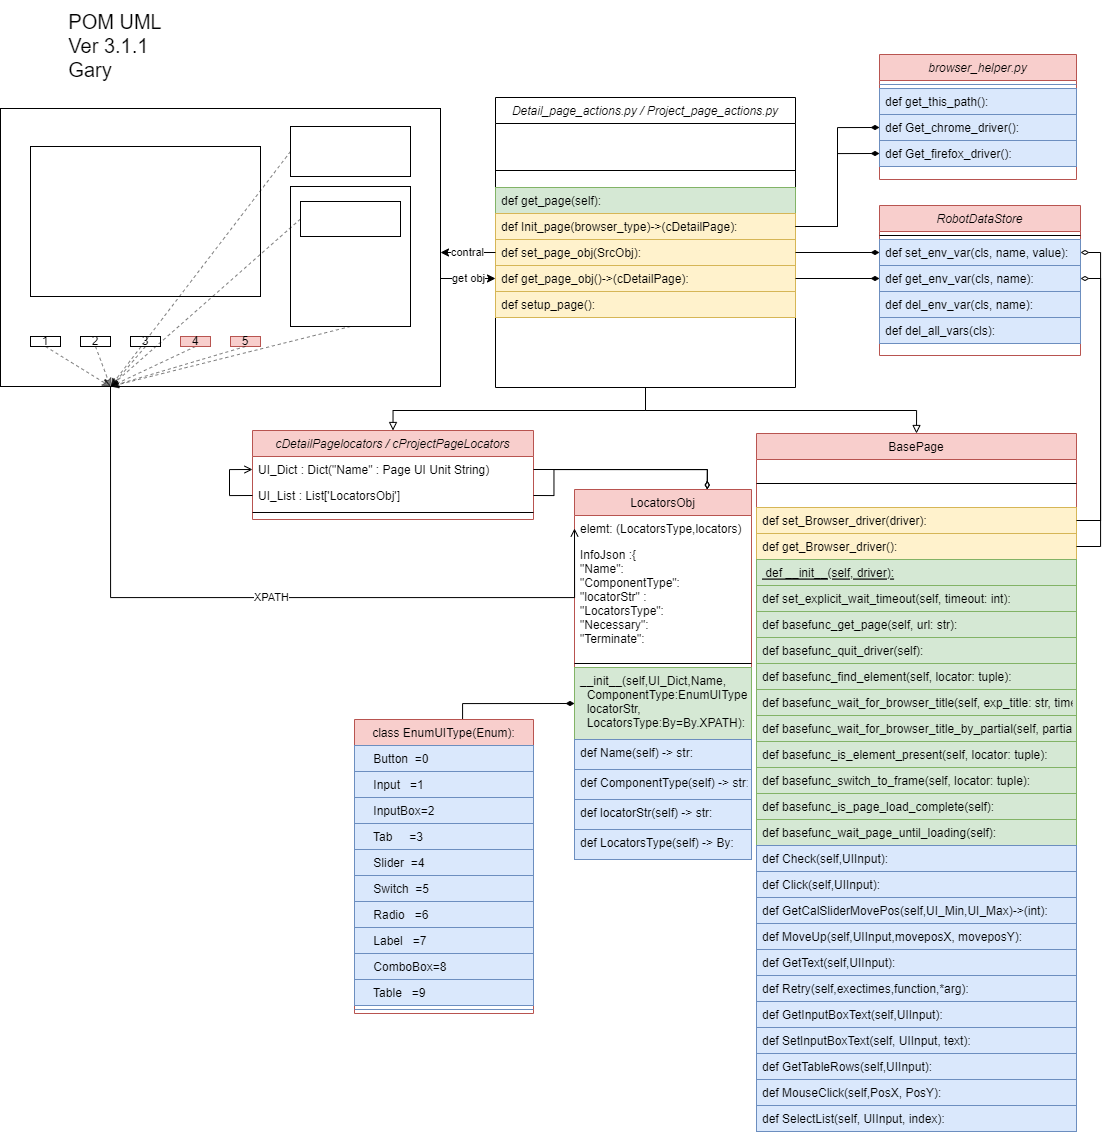 POM UML
Ver 3.1.1
Gary
1
2
3
4
5
contral
get obj
Detail_page_actions.py / Project_page_actions.py
def get_page(self):
def Init_page(browser_type)->(cDetailPage):
def set_page_obj(SrcObj):
def get_page_obj()->(cDetailPage):
def setup_page():
browser_helper.py
def get_this_path():
def Get_chrome_driver():
def Get_firefox_driver():
RobotDataStore
def set_env_var(cls, name, value):
def get_env_var(cls, name):
def del_env_var(cls, name):
def del_all_vars(cls):
cDetailPagelocators / cProjectPageLocators
UI_Dict : Dict("Name" : Page UI Unit String)
UI_List : List['LocatorsObj']
XPATH
LocatorsObj
elemt: (LocatorsType,locators)
InfoJson :{
"Name":
"ComponentType":
"locatorStr" :
"LocatorsType":
"Necessary":
"Terminate":
__init__(self,UI_Dict,Name,
ComponentType:EnumUIType
locatorStr,
LocatorsType:By=By.XPATH):
def Name(self) -> str:
def ComponentType(self) -> str:
def locatorStr(self) -> str:
def LocatorsType(self) -> By:
class EnumUIType(Enum):
Button =0
Input =1
InputBox=2
Tab =3
Slider =4
Switch =5
Radio =6
Label =7
ComboBox=8
Table =9
BasePage
def set_Browser_driver(driver):
def get_Browser_driver():
def __init__(self, driver):
def set_explicit_wait_timeout(self, timeout: int):
def basefunc_get_page(self, url: str):
def basefunc_quit_driver(self):
def basefunc_find_element(self, locator: tuple):
def basefunc_wait_for_browser_title(self, exp_title: str, time
def basefunc_wait_for_browser_title_by_partial(self, partia
def basefunc_is_element_present(self, locator: tuple):
def basefunc_switch_to_frame(self, locator: tuple):
def basefunc_is_page_load_complete(self):
def basefunc_wait_page_until_loading(self):
def Check(self,UIInput):
def Click(self,UIInput):
def GetCalSliderMovePos(self,UI_Min,UI_Max)->(int):
def MoveUp(self,UIInput,moveposX, moveposY):
def GetText(self,UIInput):
def Retry(self,exectimes,function,*arg):
def GetInputBoxText(self,UIInput):
def SetInputBoxText(self, UIInput, text):
def GetTableRows(self,UIInput):
def MouseClick(self,PosX, PosY):
def SelectList(self, UIInput, index):